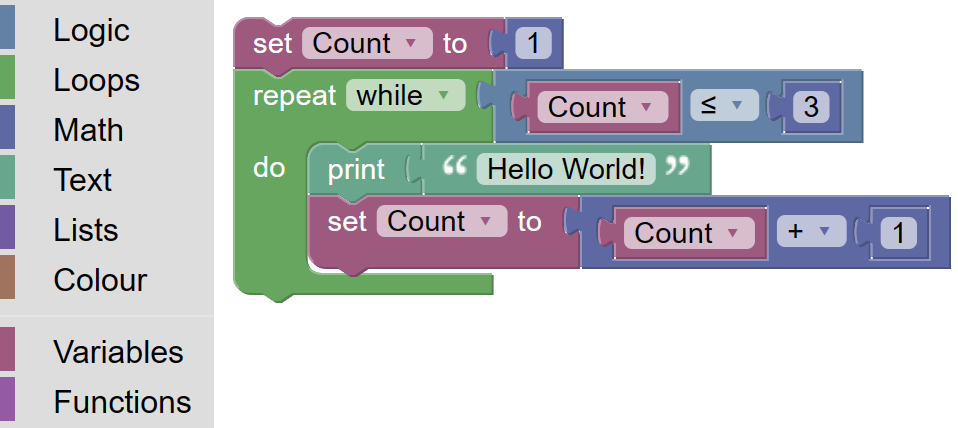 Logic
Loops
Math
Text
Lists
Colour
Variables
Functions
set Count to 1
repeat while Count ≤ 3
do print “ Hello World! ”
set Count to Count + 1